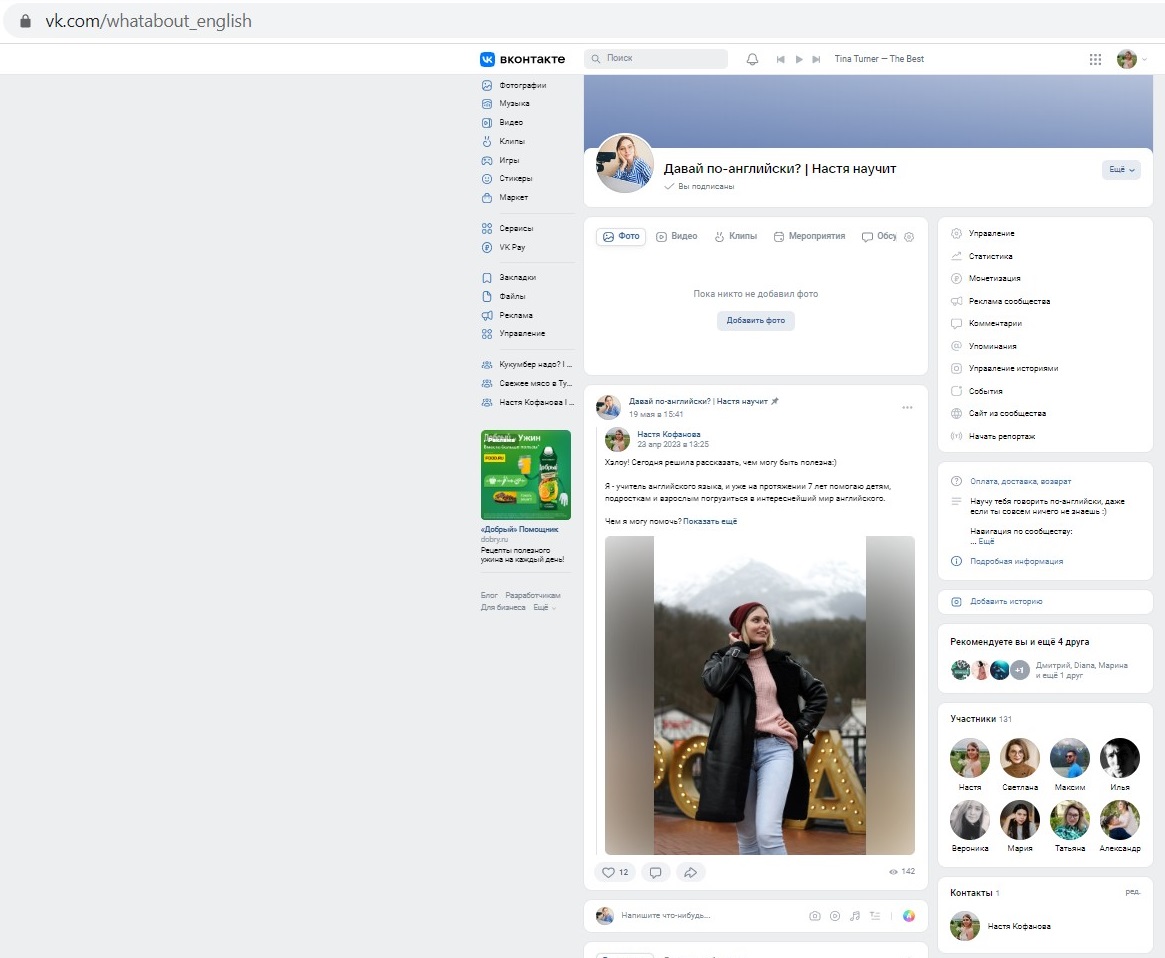 vk.com/whatabout_english
вконтакте
Поиск
Tina Turner — The Best
Фотографии
Музыка
Видео
Клипы
Игры
Стикеры
Маркет
Сервисы
VK Pay
Закладки
Файлы
Реклама
Управление
Кукумбер надо? I ...
Свежее мясо в Ту...
Настя Кофанова I ...
Ужин
FOOD.RU
Добрый
«Добрый» Помощник
dobry.ru
Рецепты полезного
ужина на каждый день!
Блог Разработчикам
Для бизнеса Ещё
Давай по-английски? | Настя научит
Вы подписаны
Ещё
Фото Видео Клипы Мероприятия Обсу
Пока никто не добавил фото
Добавить фото
Давай по-английски? | Настя научит
19 мая в 15:41
Настя Кофанова
23 апр 2023 в 13:25
Хэлоу! Сегодня решила рассказать, чем могу быть полезна:)
Я - учитель английского языка, и уже на протяжении 7 лет помогаю детям,
подросткам и взрослым погрузиться в интереснейший мир английского.
Чем я могу помочь? Показать ещё
12
142
Напишите что-нибудь...
Управление
Статистика
Монетизация
Реклама сообщества
Комментарии
Упоминания
Управление историями
События
Сайт из сообщества
Начать репортаж
Оплата, доставка, возврат
Научу тебя говорить по-английски, даже
если ты совсем ничего не знаешь :)
Навигация по сообществу:
... Ещё
Подробная информация
Добавить историю
Рекомендуете вы и ещё 4 друга
+1
Дмитрий, Diana, Марина
и ещё 1 друг
Участники 131
Настя Светлана Максим Илья
Вероника Мария Татьяна Александр
Контакты 1
ред.
Настя Кофанова